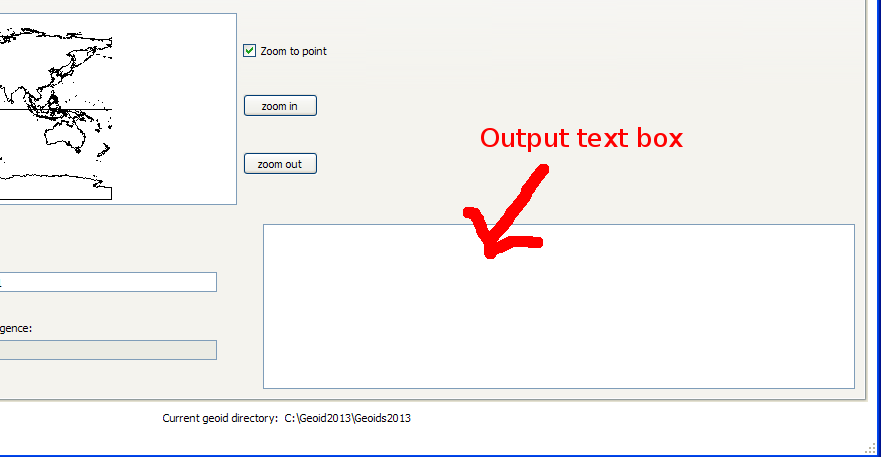 Zoom to point
zoom in
Output text box
zoom out
gence:
Current geoid directory: C:\Geoid2013\Geoids2013